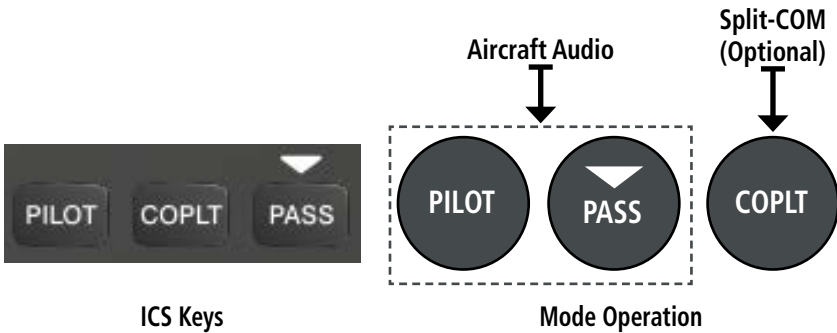 Split-COM
(Optional)
Aircraft Audio
PILOT COPLT PASS
PILOT PASS COPLT
ICS Keys
Mode Operation